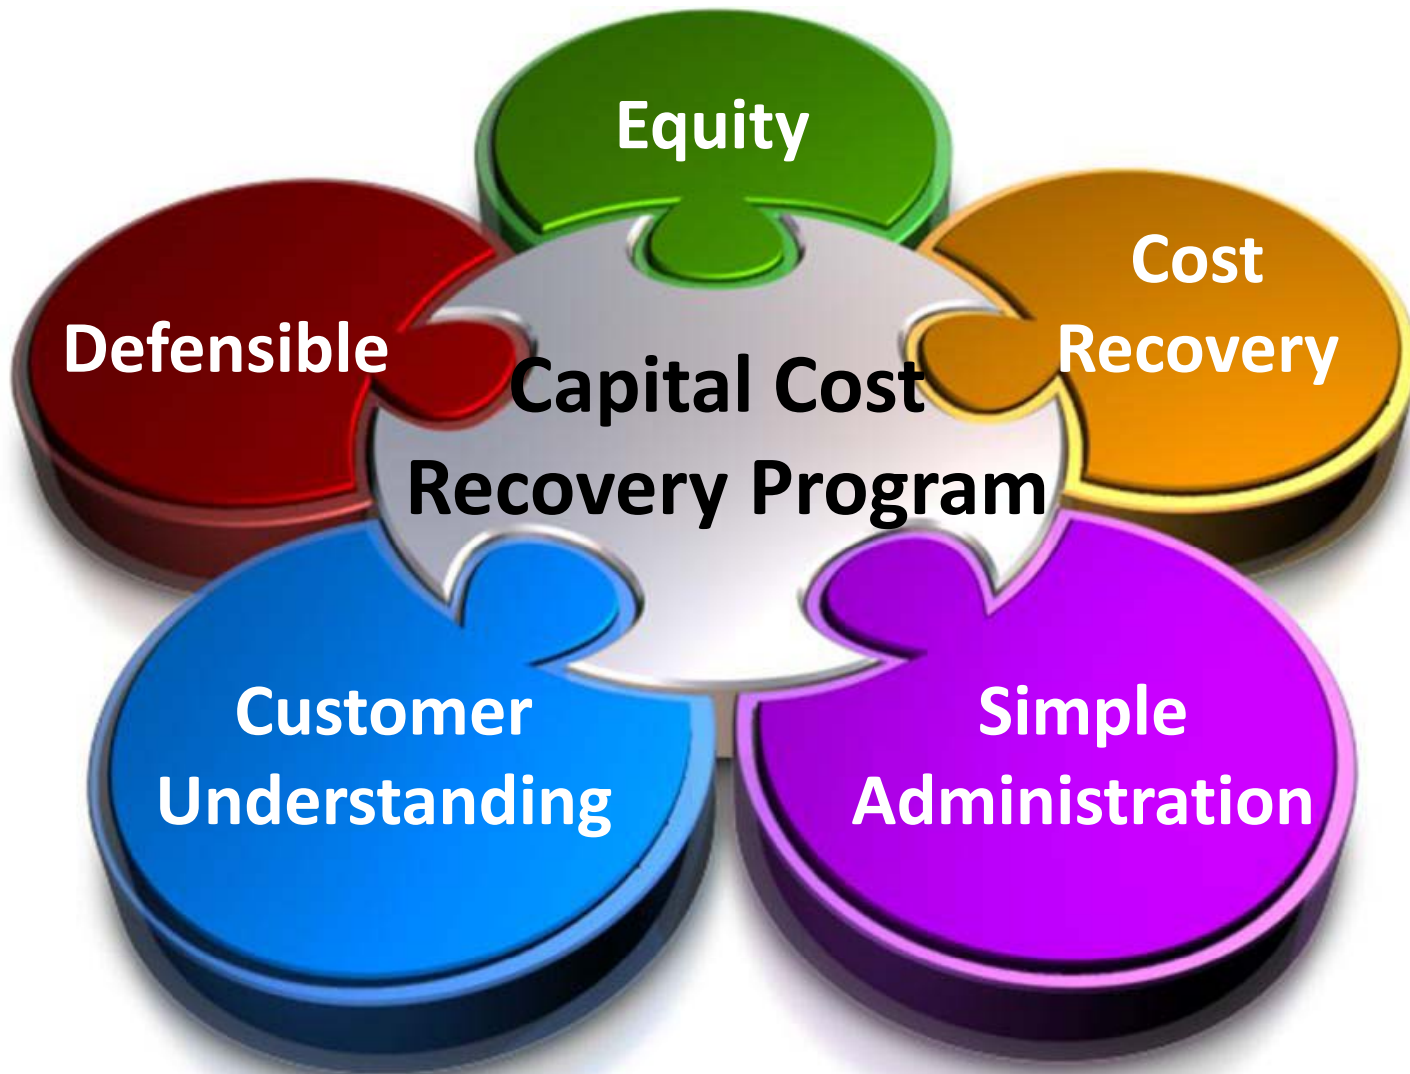 Equity
Cost
Recovery
Defensible
Capital Cost
Recovery Program
Customer
Understanding
Simple
Administration